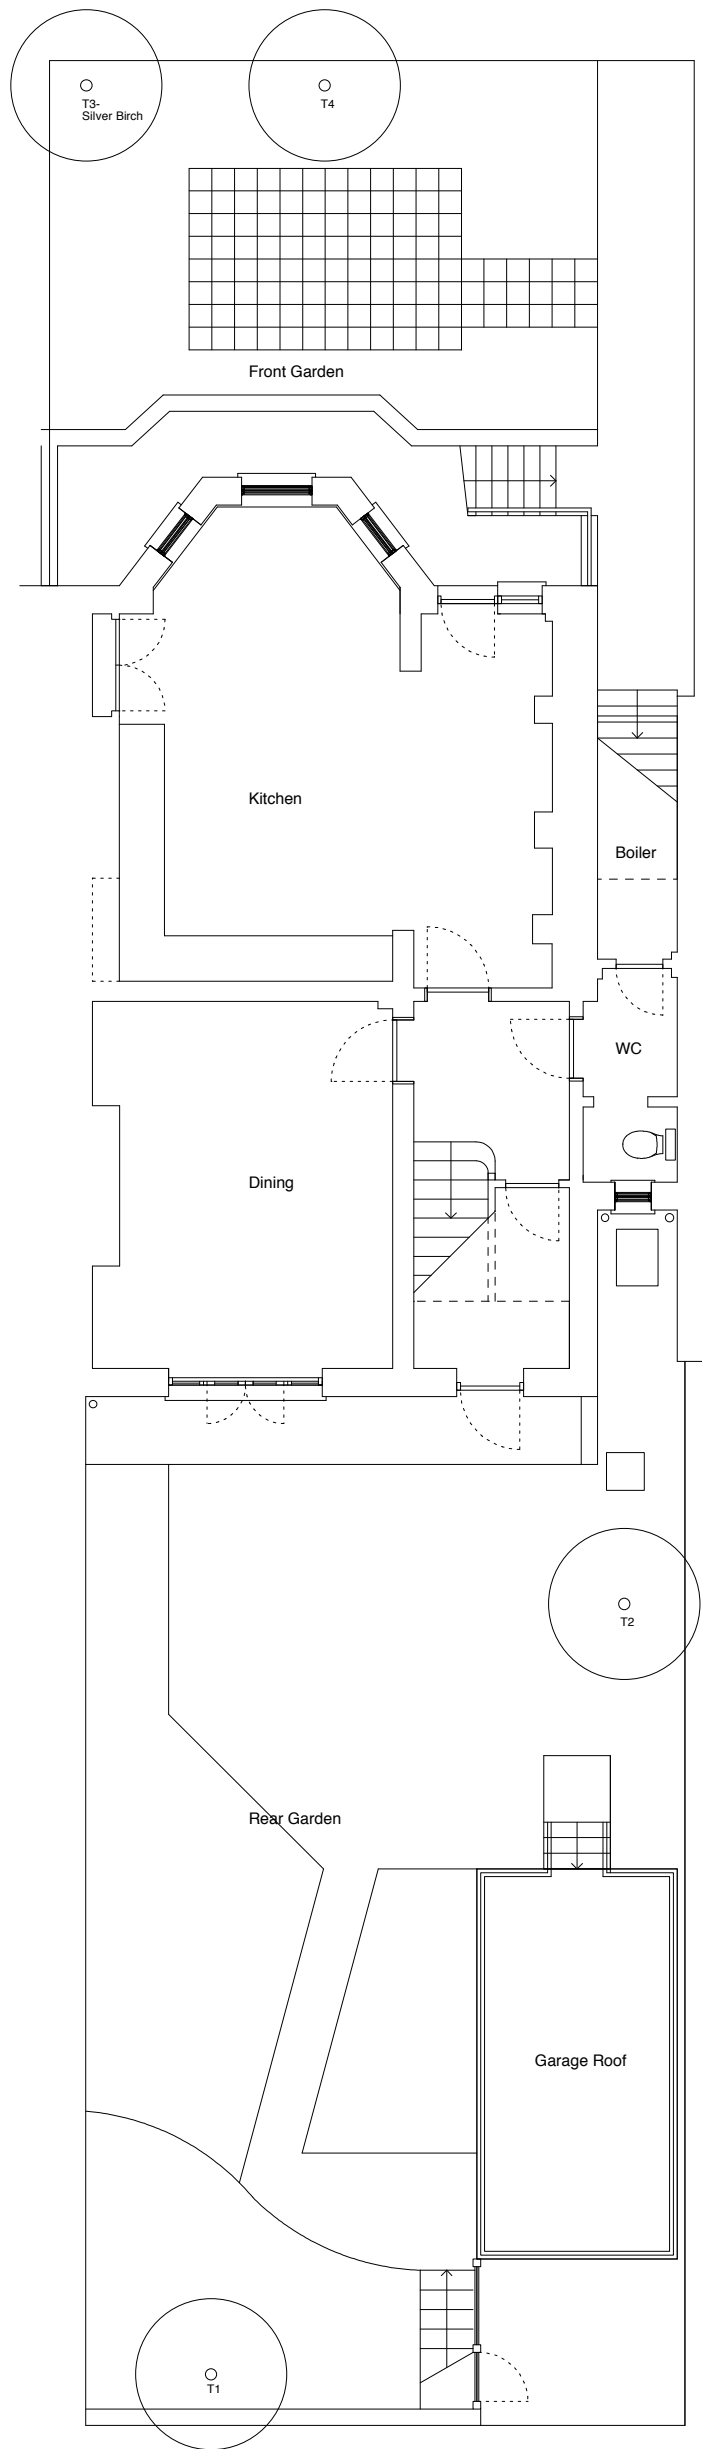 T3-
Silver Birch
T4
Front Garden
Kitchen
Boiler
WC
Dining
T2
Rear Garden
Garage Roof
T1